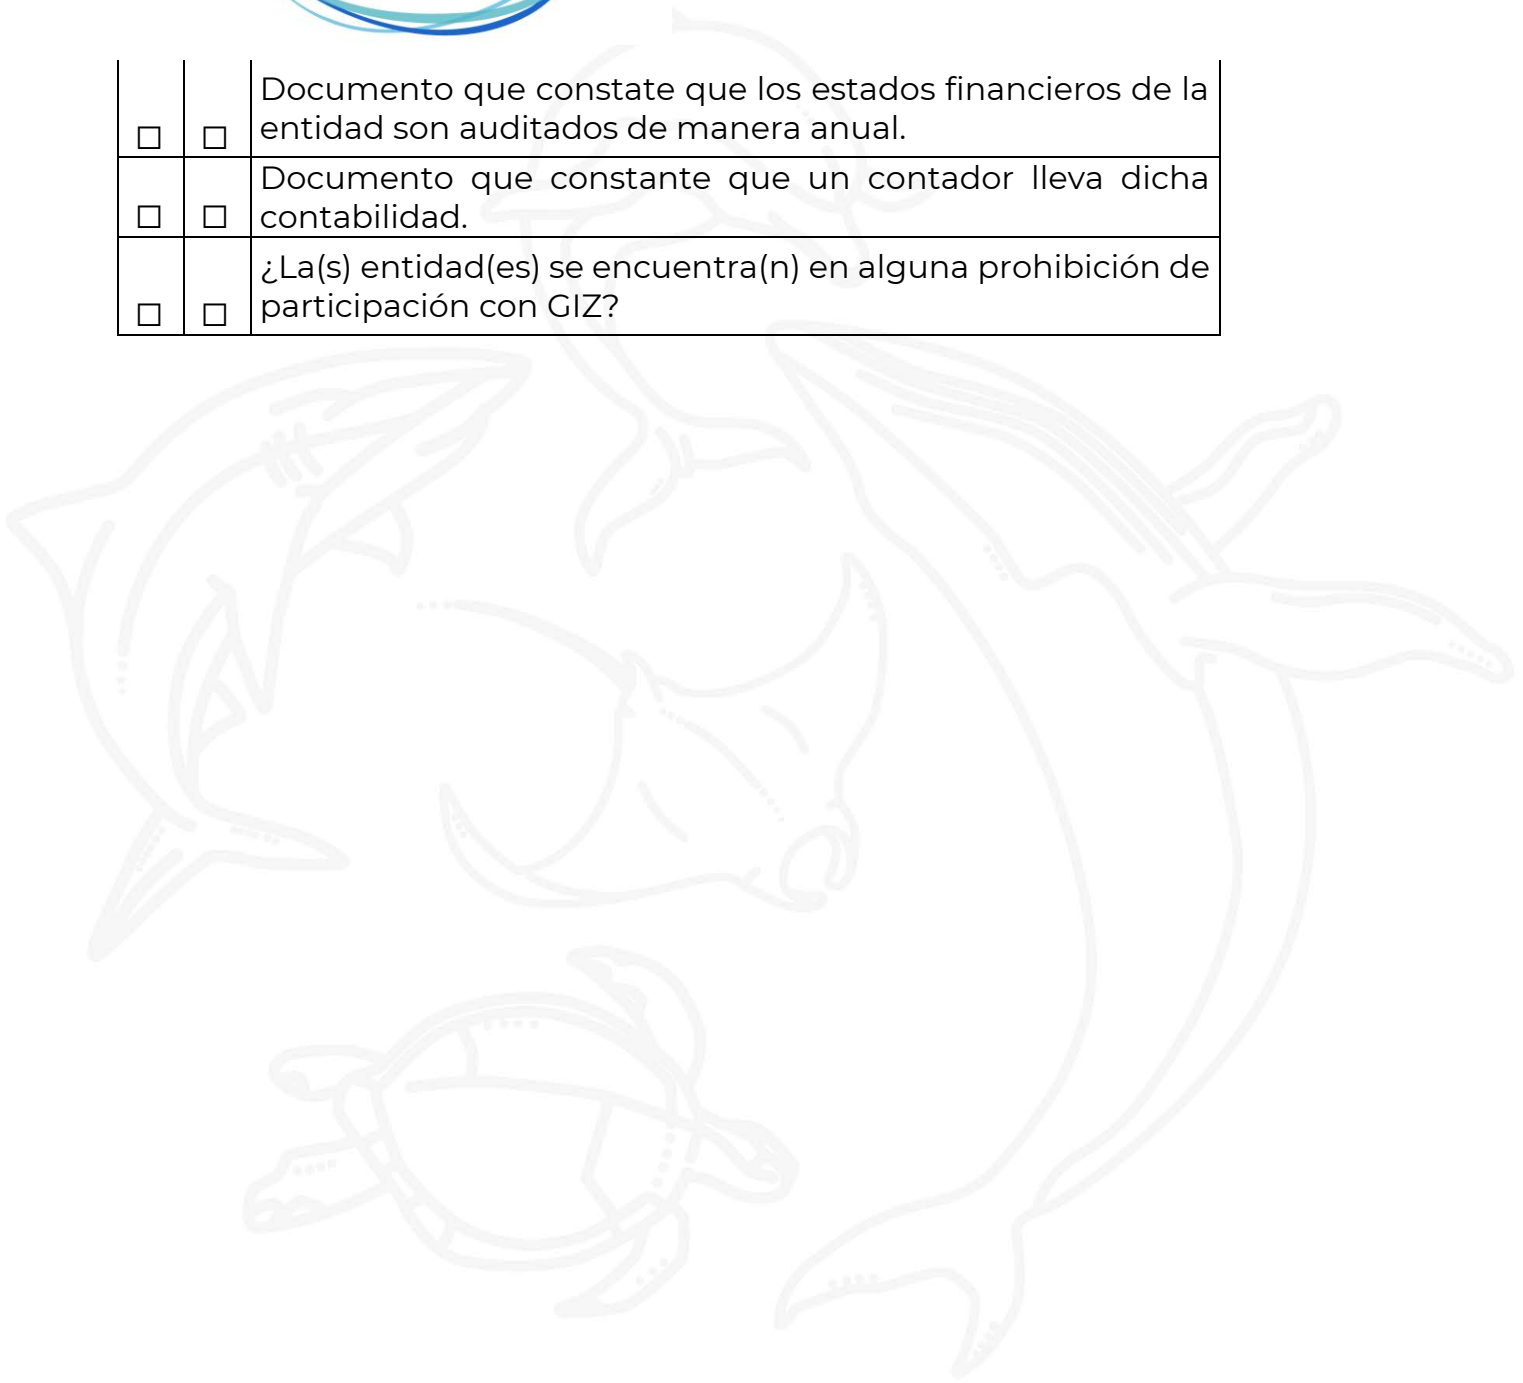 ☐ ☐ Documento que constate que los estados financieros de la
entidad son auditados de manera anual.
☐ ☐ Documento que constante que un contador lleva dicha
contabilidad.
☐ ☐ ¿La(s) entidad(es) se encuentra(n) en alguna prohibición de
participación con GIZ?